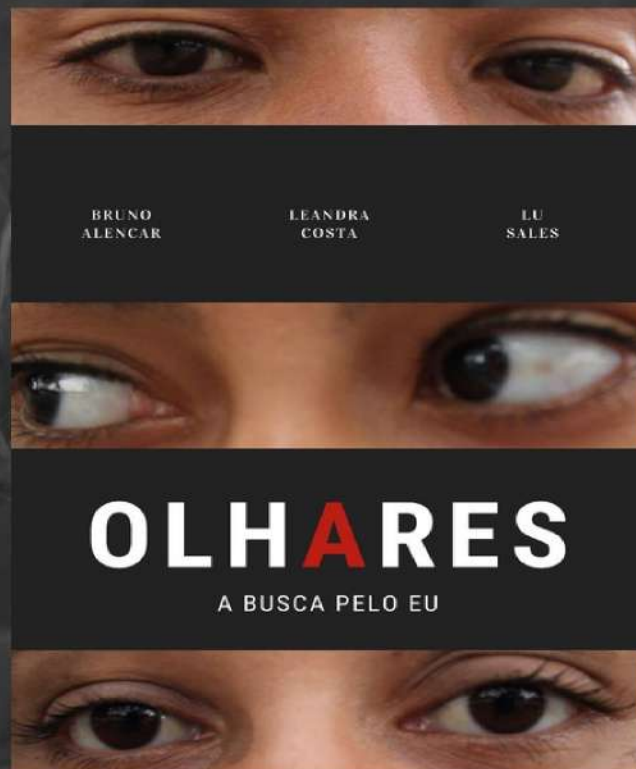 BRUNO
ALENCAR
LEANDRA
COSTA
LU
SALES
OLHARES
A BUSCA PELO EU